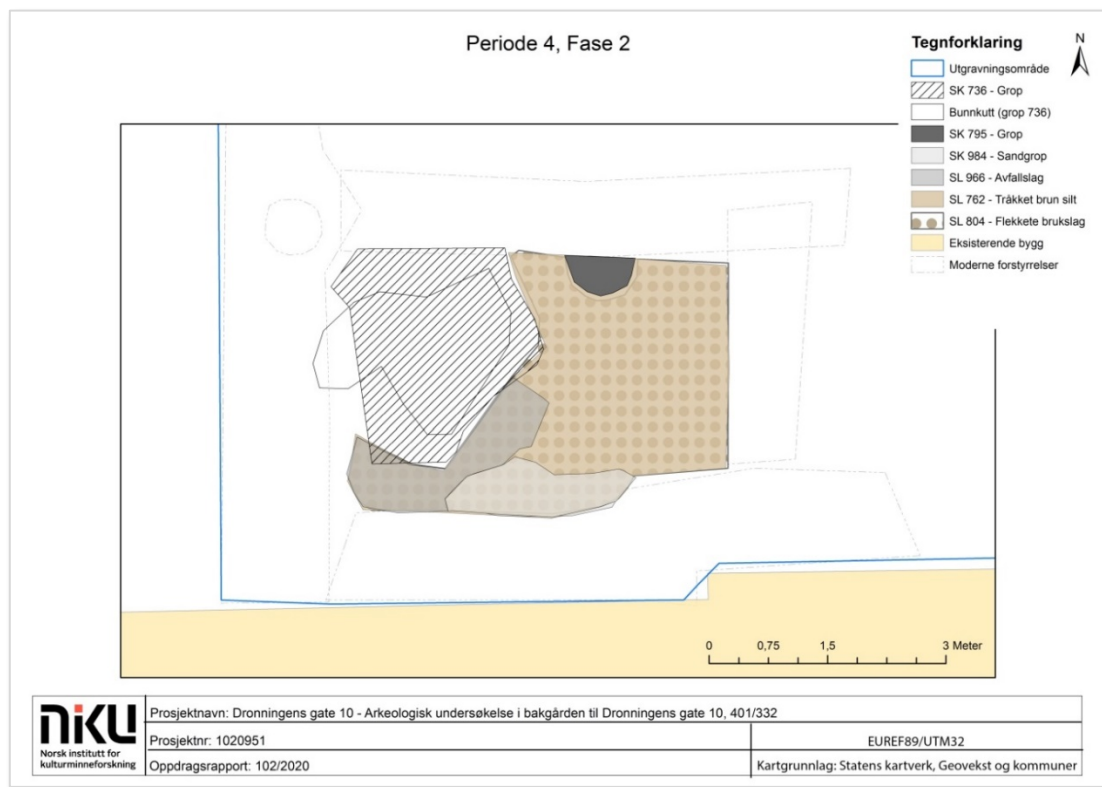 Periode 4, Fase 2
Tegnforklaring
N
Utgravningsområde
SK 736 - Grop
Bunnkutt (grop 736)
SK 795 - Grop
SK 984 - Sandgrop
SL 966 - Avfallslag
SL 762 - Tråkket brun silt
SL 804 - Flekkete brukslag
Eksisterende bygg
Moderne forstyrrelser
0 0,75 1,5 3 Meter
NIKU
Norsk institutt for
kulturminneforskning
Prosjektnavn: Dronningens gate 10 - Arkeologisk undersøkelse i bakgården til Dronningens gate 10, 401/332
Prosjektnr: 1020951
EUREF89/UTM32
Oppdragsrapport: 102/2020
Kartgrunnlag: Statens kartverk, Geovekst og kommuner